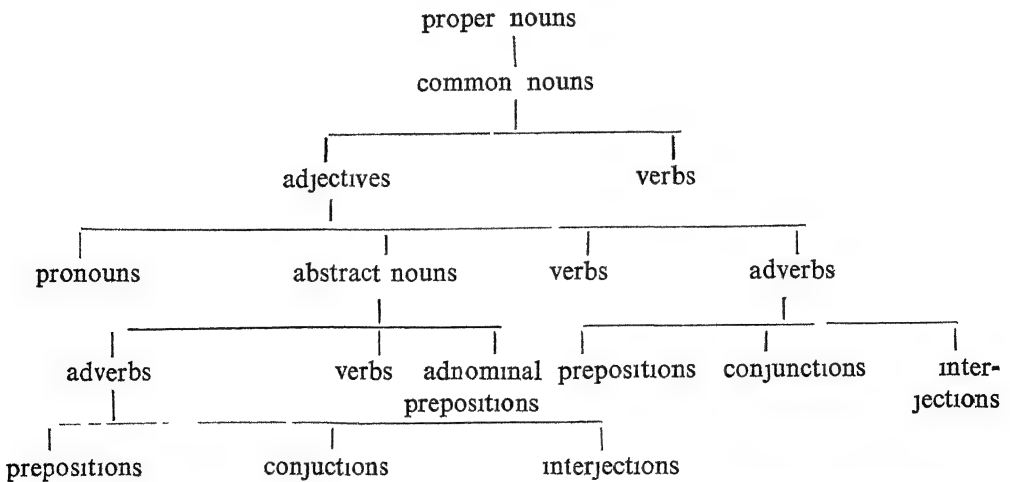 proper nouns
common nouns
adjectives verbs
pronouns abstract nouns verbs adverbs
adverbs verbs adnominal prepositions conjunctions inter-
prepositions jections
prepositions conjuctions interjections